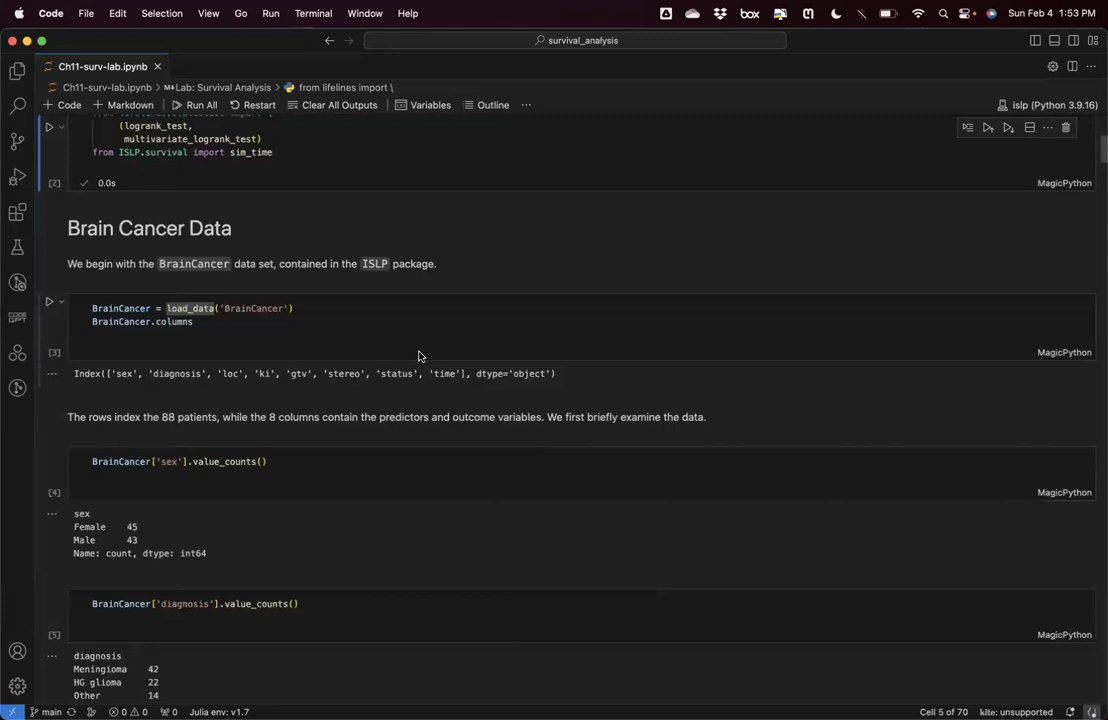 Code File Edit Selection View Go Run Terminal Window Help box Sun Feb 4 1:53 PM
survival_analysis
Ch11-surv-lab.ipynb
Ch11-surv-lab.ipynb > M↓Lab: Survival Analysis > from lifelines import \
+ Code + Markdown Run All Restart Clear All Outputs Variables Outline ... islp (Python 3.9.16)
(logrank_test,
multivariate_logrank_test)
from ISLP.survival import sim_time
[2] 0.0s MagicPython
Brain Cancer Data
We begin with the BrainCancer data set, contained in the ISLP package.
BrainCancer = load_data('BrainCancer')
BrainCancer.columns
[3] MagicPython
... Index(['sex', 'diagnosis', 'loc', 'ki', 'gtv', 'stereo', 'status', 'time'], dtype='object')
The rows index the 88 patients, while the 8 columns contain the predictors and outcome variables. We first briefly examine the data.
BrainCancer['sex'].value_counts()
[4] MagicPython
... sex
Female 45
Male 43
Name: count, dtype: int64
BrainCancer['diagnosis'].value_counts()
[5] MagicPython
... diagnosis
Meningioma 42
HG glioma 22
Other 14
main 0 0 0 Julia env: v1.7 Cell 5 of 70 kite: unsupported